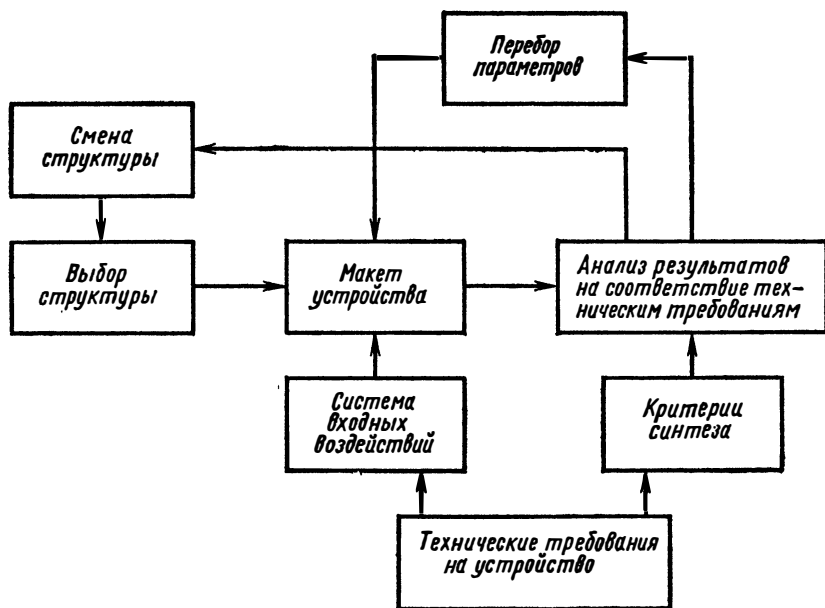 Перебор
параметров
Смена
структуры
Выбор
структуры
Макет
устройства
Анализ результатов
на соответствие тех-
ническим требованиям
Система
входных
воздействий
Критерии
синтеза
Технические требования
на устройство